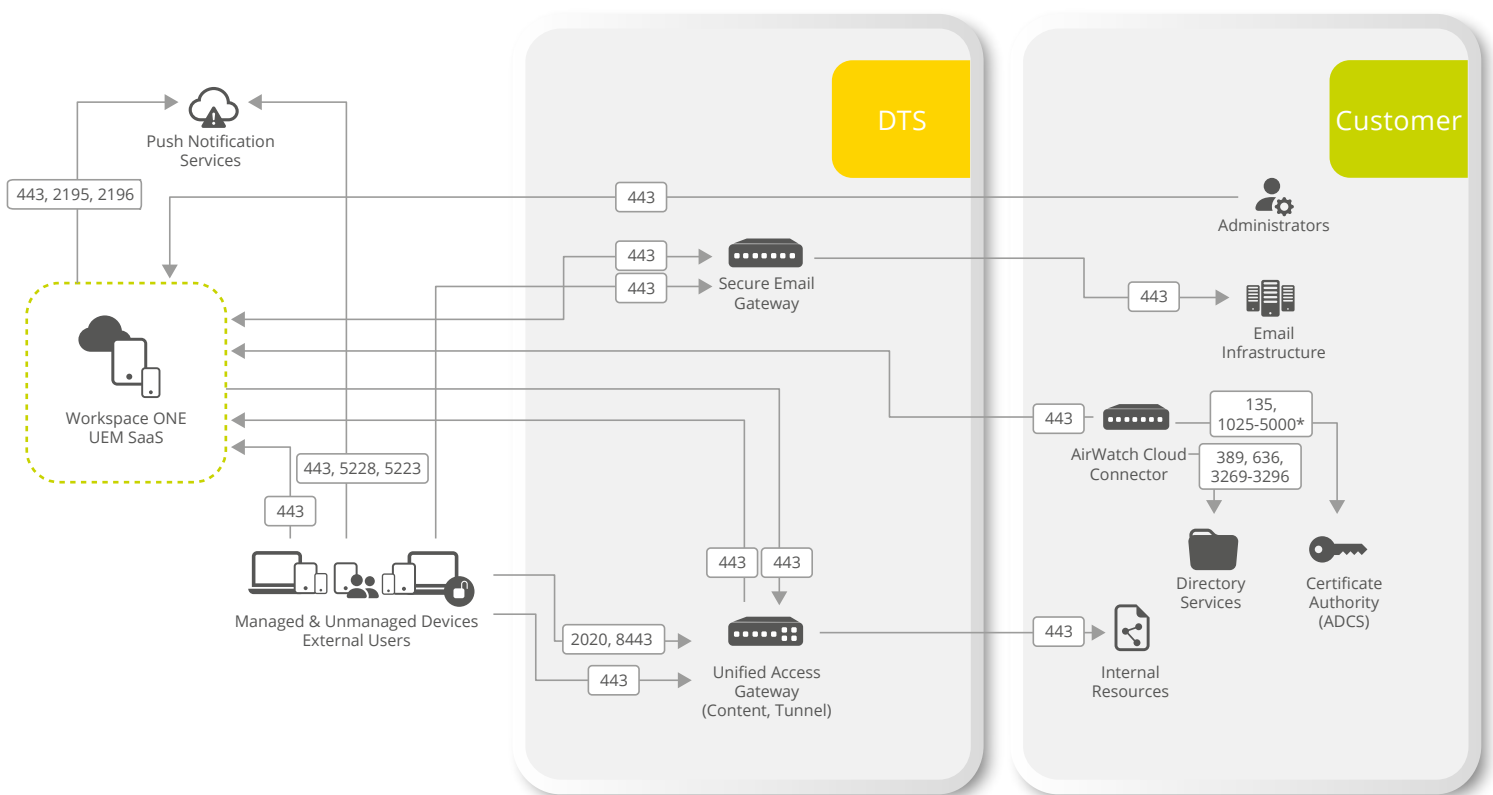 DTS
Customer
Push Notification
Services
443, 2195, 2196
443
Administrators
443
443
Secure Email
Gateway
443
Email
Infrastructure
Workspace ONE
UEM SaaS
443
135,
1025-5000*
AirWatch Cloud
Connector
389, 636,
3269-3296
443, 5228, 5223
443
443
443
Directory
Services
Certificate
Authority
(ADCS)
Managed & Unmanaged Devices
External Users
2020, 8443
443
443
Unified Access
Gateway
(Content, Tunnel)
Internal
Resources